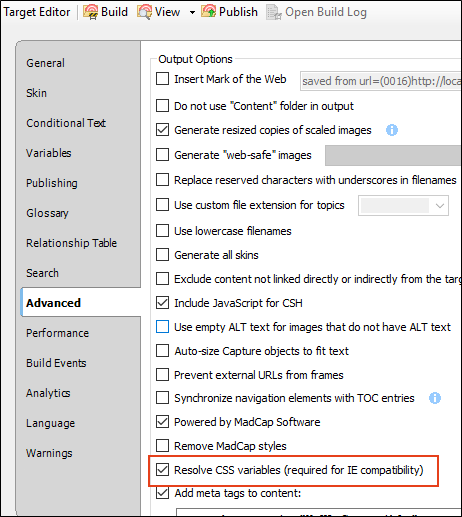 Target Editor Build View Publish Open Build Log
General
Skin
Conditional Text
Variables
Publishing
Glossary
Relationship Table
Search
Advanced
Performance
Build Events
Analytics
Language
Warnings
Output Options
Insert Mark of the Web saved from url=(0016)http://loca
Do not use "Content" folder in output
Generate resized copies of scaled images
Generate "web-safe" images
Replace reserved characters with underscores in filenames
Use custom file extension for topics
Use lowercase filenames
Generate all skins
Exclude content not linked directly or indirectly from the targ
Include JavaScript for CSH
Use empty ALT text for images that do not have ALT text
Auto-size Capture objects to fit text
Prevent external URLs from frames
Synchronize navigation elements with TOC entries
Powered by MadCap Software
Remove MadCap styles
Resolve CSS variables (required for IE compatibility)
Add meta tags to content: